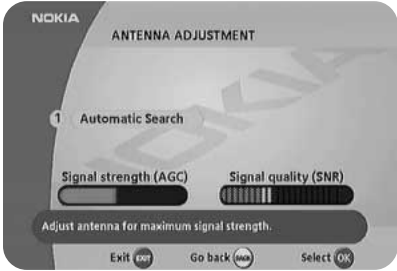 NOKIA
ANTENNA ADJUSTMENT
NOKIA
1 Automatic Search
Signal strength (AGC) Signal quality (SNR)
Adjust antenna for maximum signal strength.
Exit EXIT Go back BACK Select OK